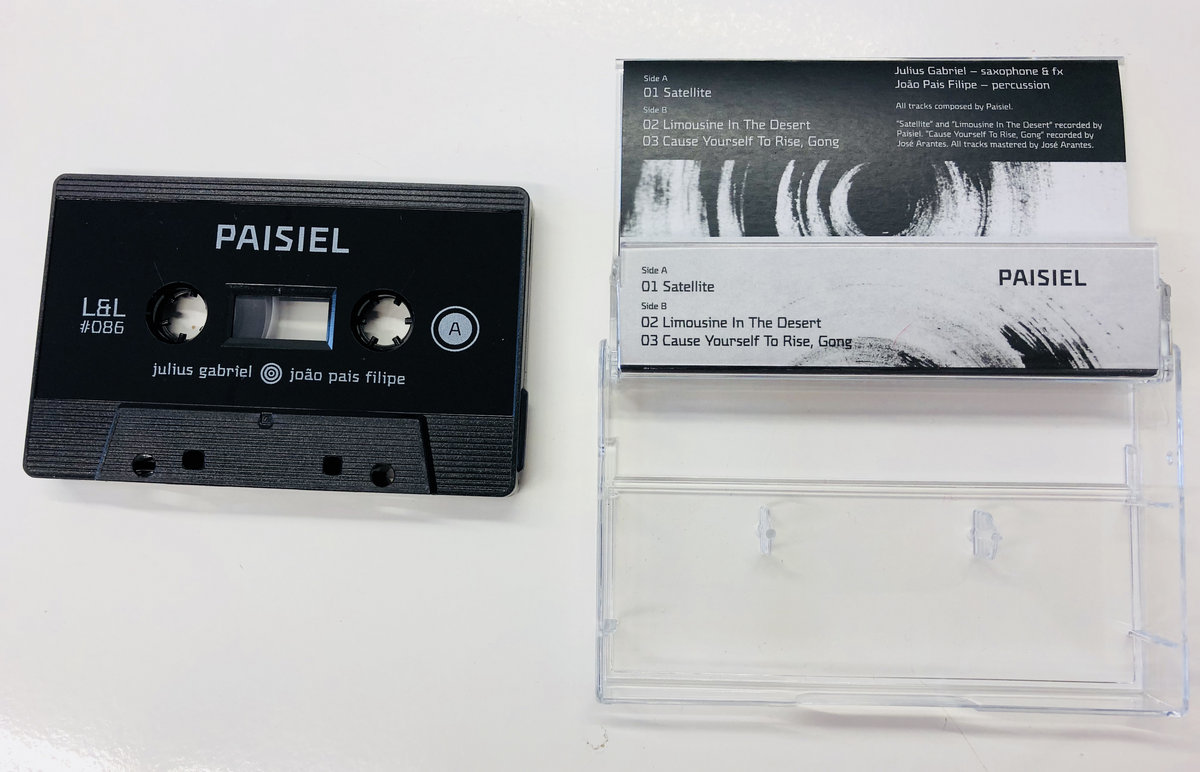 PAISIEL
L&L
#086
A
julius gabriel
joão pais filipe
Side A
01 Satellite
Side B
02 Limousine In The Desert
03 Cause Yourself To Rise, Gong
Julius Gabriel – saxophone & fx
João Pais Filipe – percussion
All tracks composed by Paisiel.
"Satellite" and "Limousine In The Desert" recorded by
Paisiel. "Cause Yourself To Rise, Gong" recorded by
José Arantes. All tracks mastered by José Arantes.
Side A
01 Satellite
Side B
02 Limousine In The Desert
03 Cause Yourself To Rise, Gong
PAISIEL